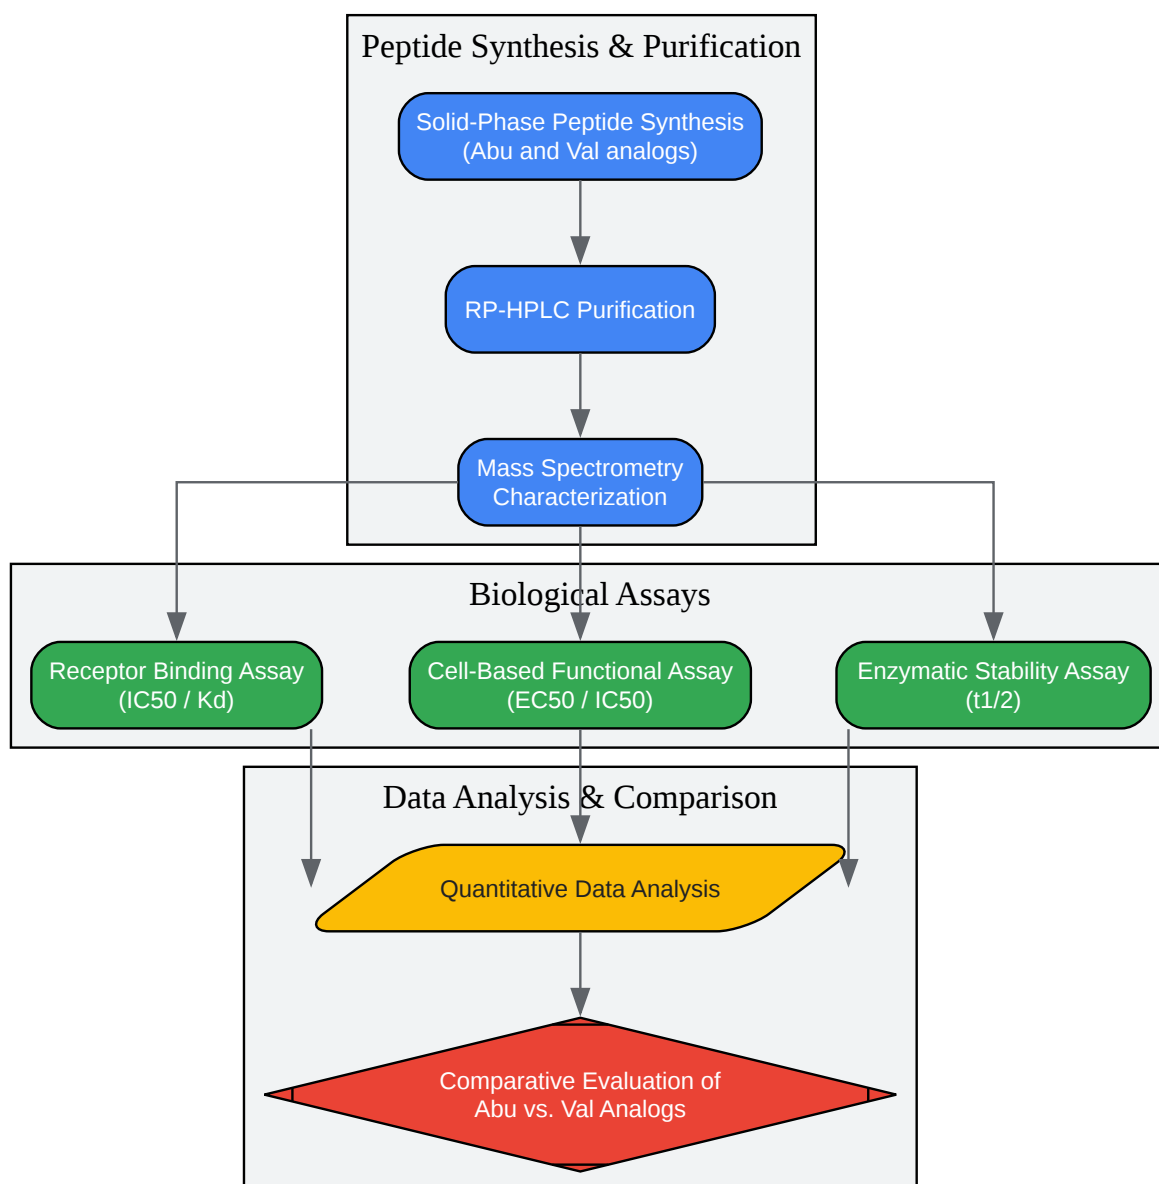 Peptide Synthesis & Purification
Solid-Phase Peptide Synthesis
(Abu and Val analogs)
RP-HPLC Purification
Mass Spectrometry
Characterization
Biological Assays
Receptor Binding Assay
(IC50 / Kd)
Cell-Based Functional Assay
(EC50 / IC50)
Enzymatic Stability Assay
(t1/2)
Data Analysis & Comparison
Quantitative Data Analysis
Comparative Evaluation of
Abu vs. Val Analogs